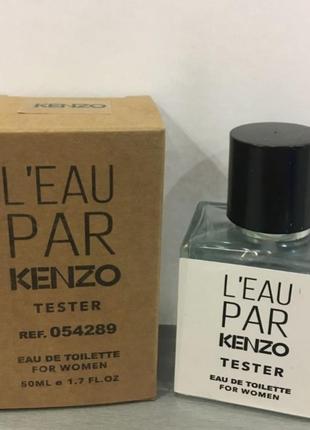 KENZO
L'EAU
PAR
KENZO
TESTER
REF. 054289
EAU DE TOILETTE
FOR WOMEN
50ML e 1.7 FL.OZ
L'EAU
PAR
KENZO
TESTER
EAU DE TOILETTE
FOR WOMEN